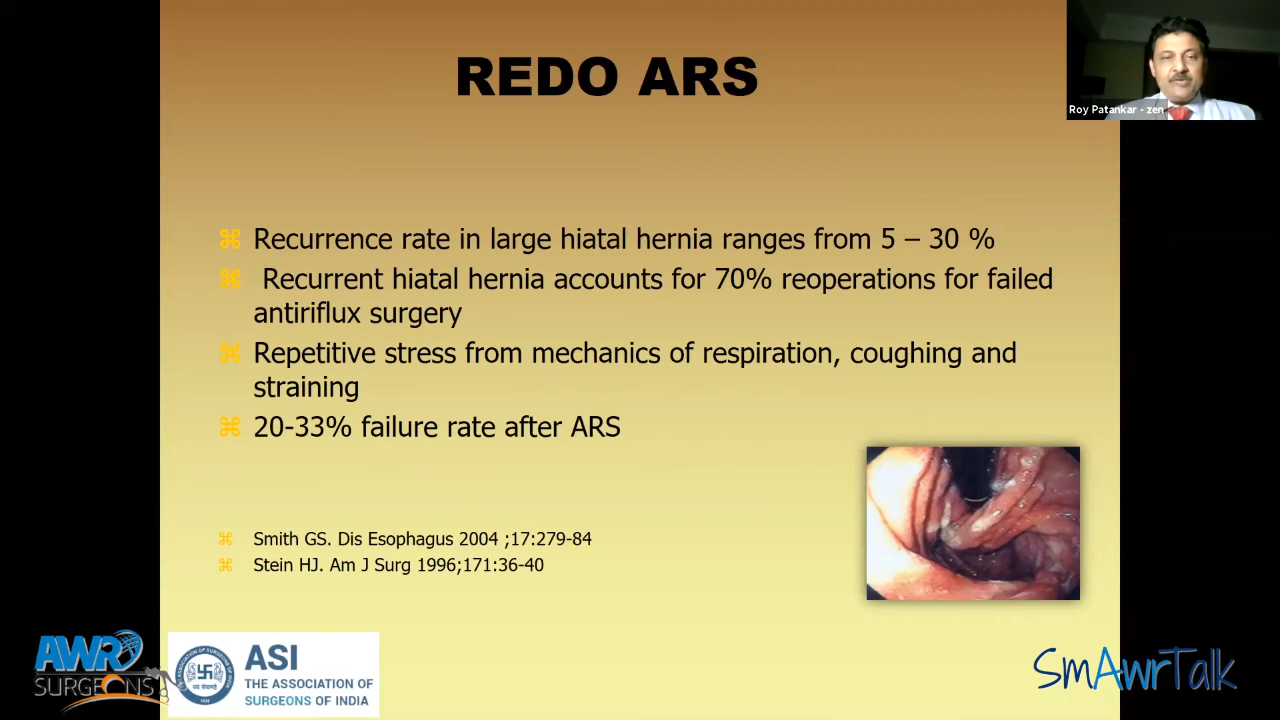 REDO ARS
Roy Patankar - zen
Recurrence rate in large hiatal hernia ranges from 5 – 30 %
Recurrent hiatal hernia accounts for 70% reoperations for failed
antiriflux surgery
Repetitive stress from mechanics of respiration, coughing and
straining
20-33% failure rate after ARS
Smith GS. Dis Esophagus 2004 ;17:279-84
Stein HJ. Am J Surg 1996;171:36-40
AWR
SURGEONS
ASI
THE ASSOCIATION OF
SURGEONS OF INDIA
SmAwrTalk